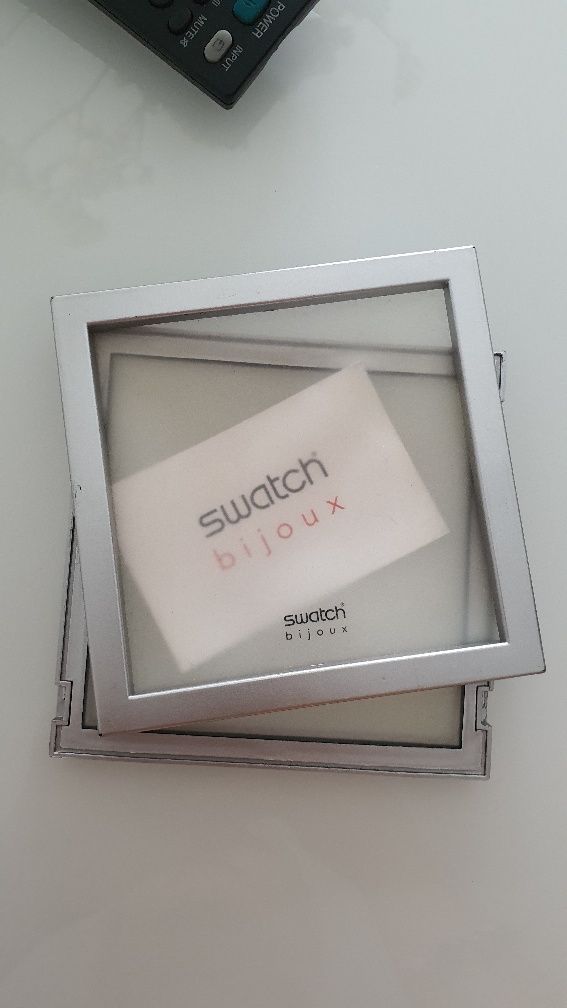 POWER
MUTE
INPUT
swatch®
bijoux
swatch®
bijoux